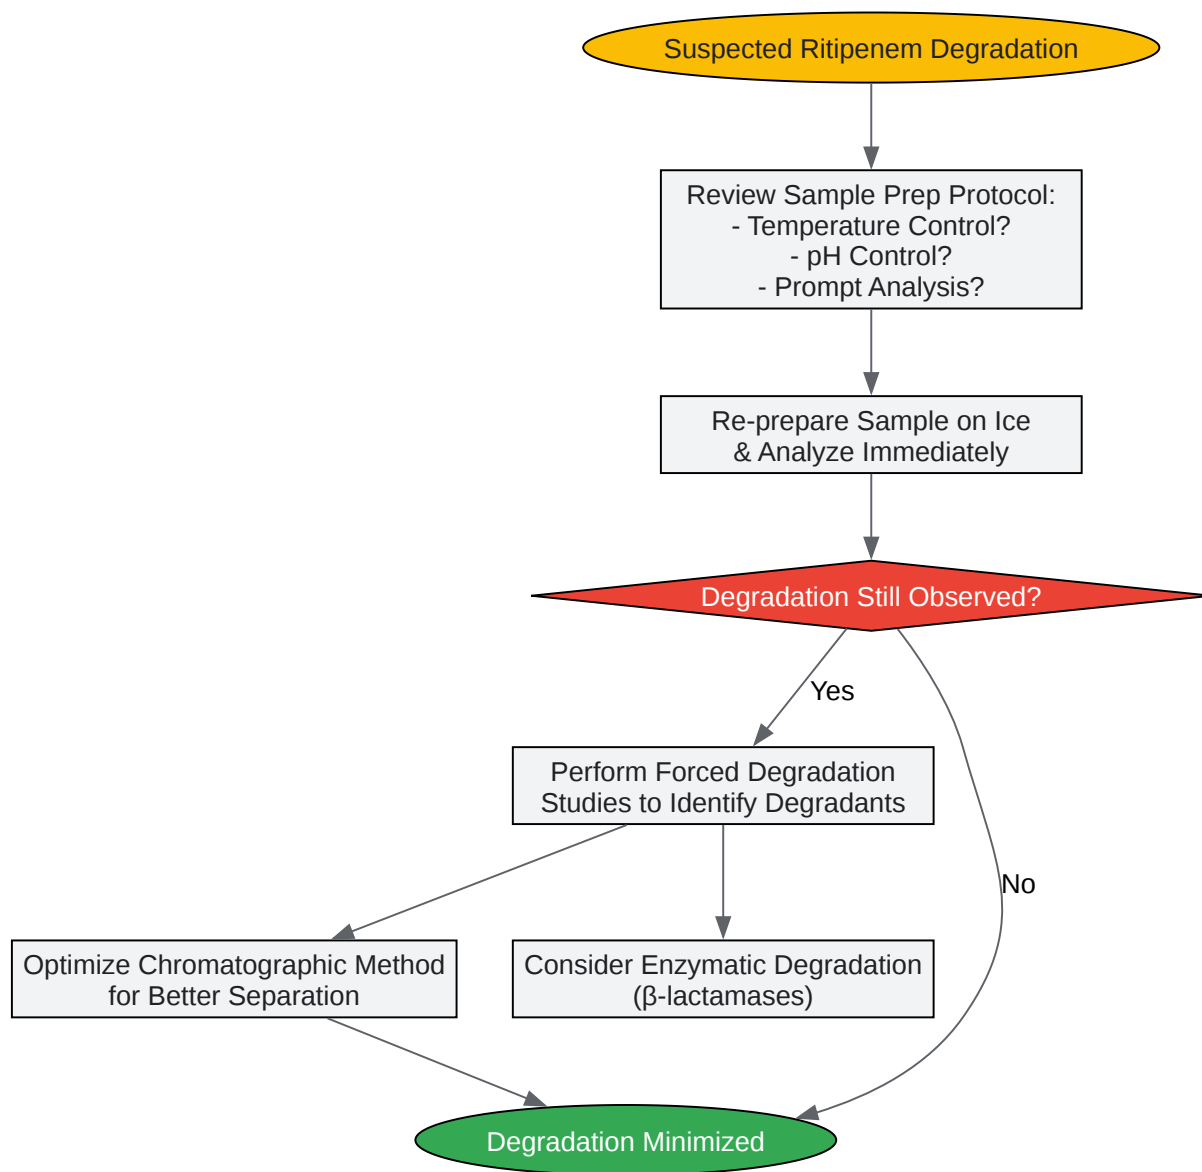 Suspected Ritipenem Degradation
Review Sample Prep Protocol:
- Temperature Control?
- pH Control?
- Prompt Analysis?
Re-prepare Sample on Ice
& Analyze Immediately
Degradation Still Observed?
Yes
Perform Forced Degradation
Studies to Identify Degradants
No
Optimize Chromatographic Method
for Better Separation
Consider Enzymatic Degradation
(β-lactamases)
Degradation Minimized